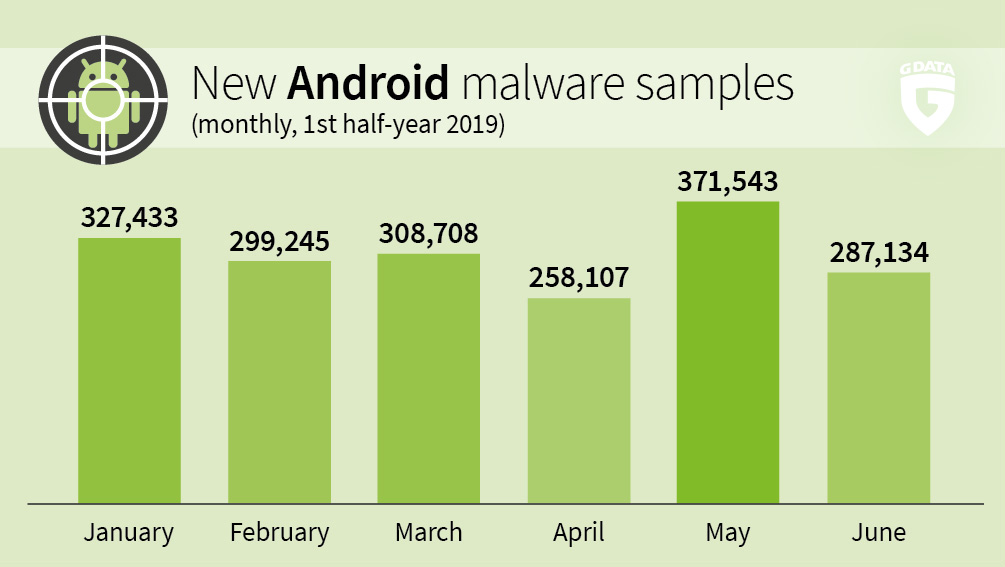 New Android malware samples
(monthly, 1st half-year 2019)
G DATA
327,433
299,245
308,708
258,107
371,543
287,134
January
February
March
April
May
June